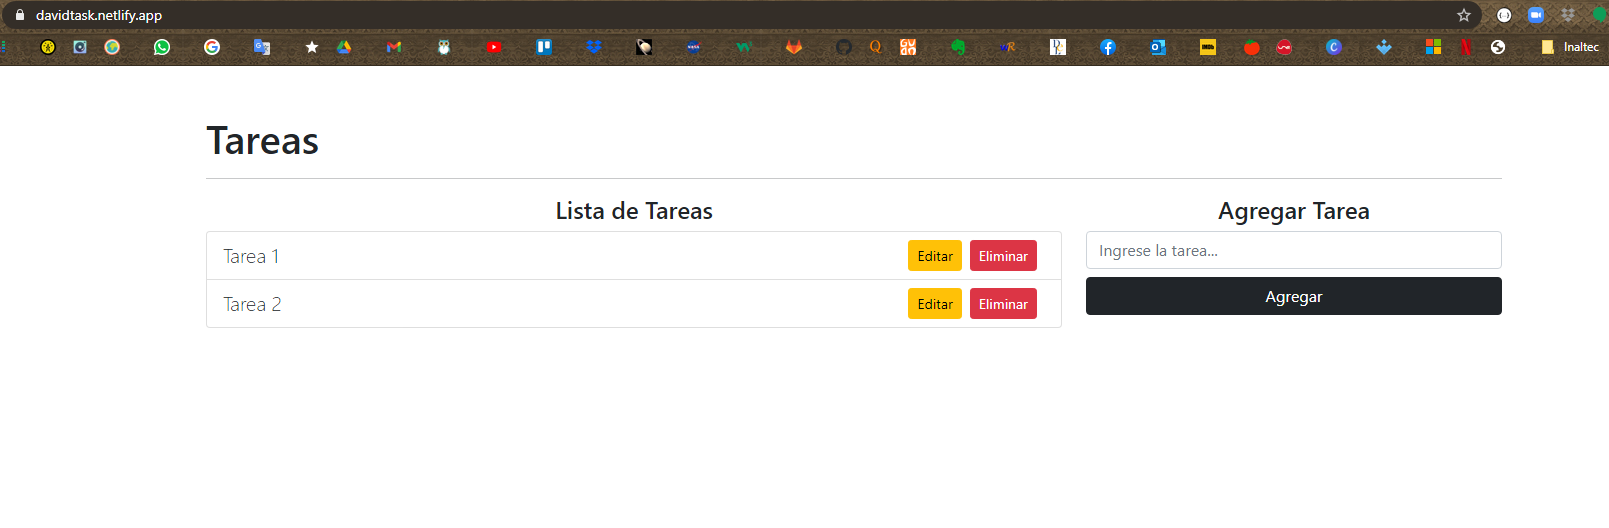 davidtask.netlify.app
Inaltec
Tareas
Lista de Tareas
Tarea 1 Editar Eliminar
Tarea 2 Editar Eliminar
Agregar Tarea
Ingrese la tarea...
Agregar